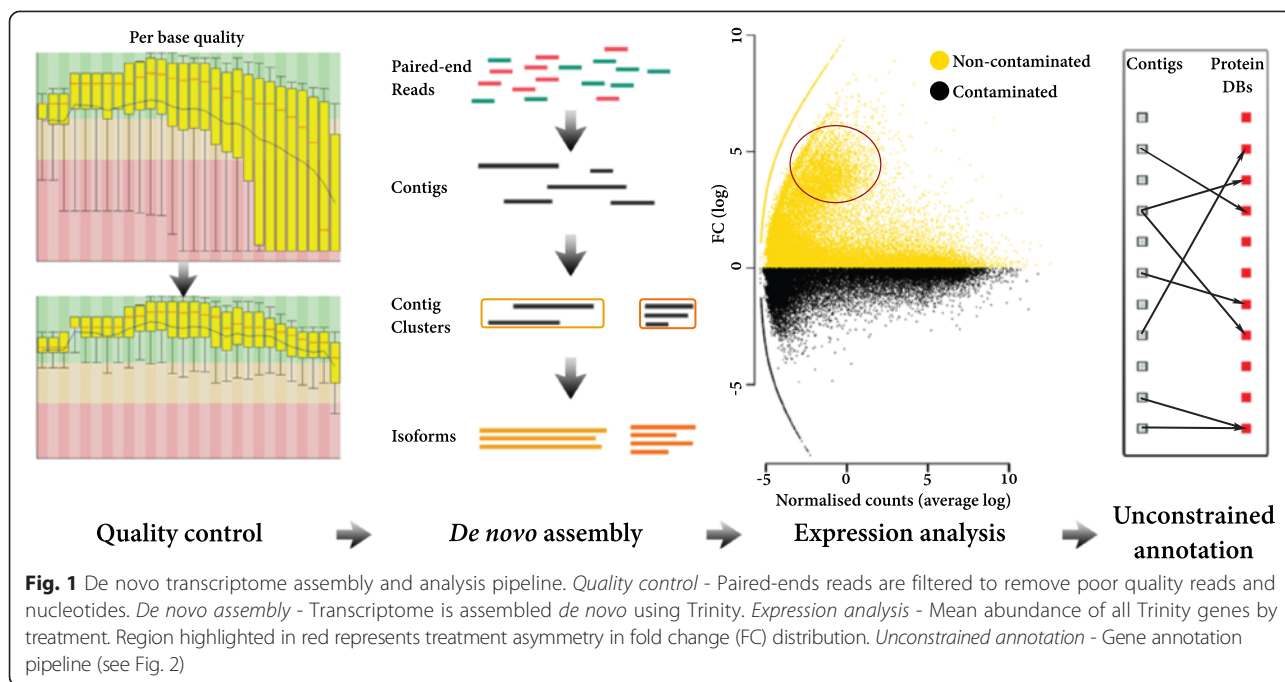 Per base quality
Paired-end
Reads
Contigs
Contig
Clusters
Isoforms
10
5
0
-5
FC (log)
Non-contaminated
Contaminated
-5
0
5
10
Normalised counts (average log)
Contigs
Protein
DBs
Quality control
De novo assembly
Expression analysis
Unconstrained
annotation
Fig. 1 De novo transcriptome assembly and analysis pipeline. Quality control - Paired-ends reads are filtered to remove poor quality reads and
nucleotides. De novo assembly - Transcriptome is assembled de novo using Trinity. Expression analysis - Mean abundance of all Trinity genes by
treatment. Region highlighted in red represents treatment asymmetry in fold change (FC) distribution. Unconstrained annotation - Gene annotation
pipeline (see Fig. 2)